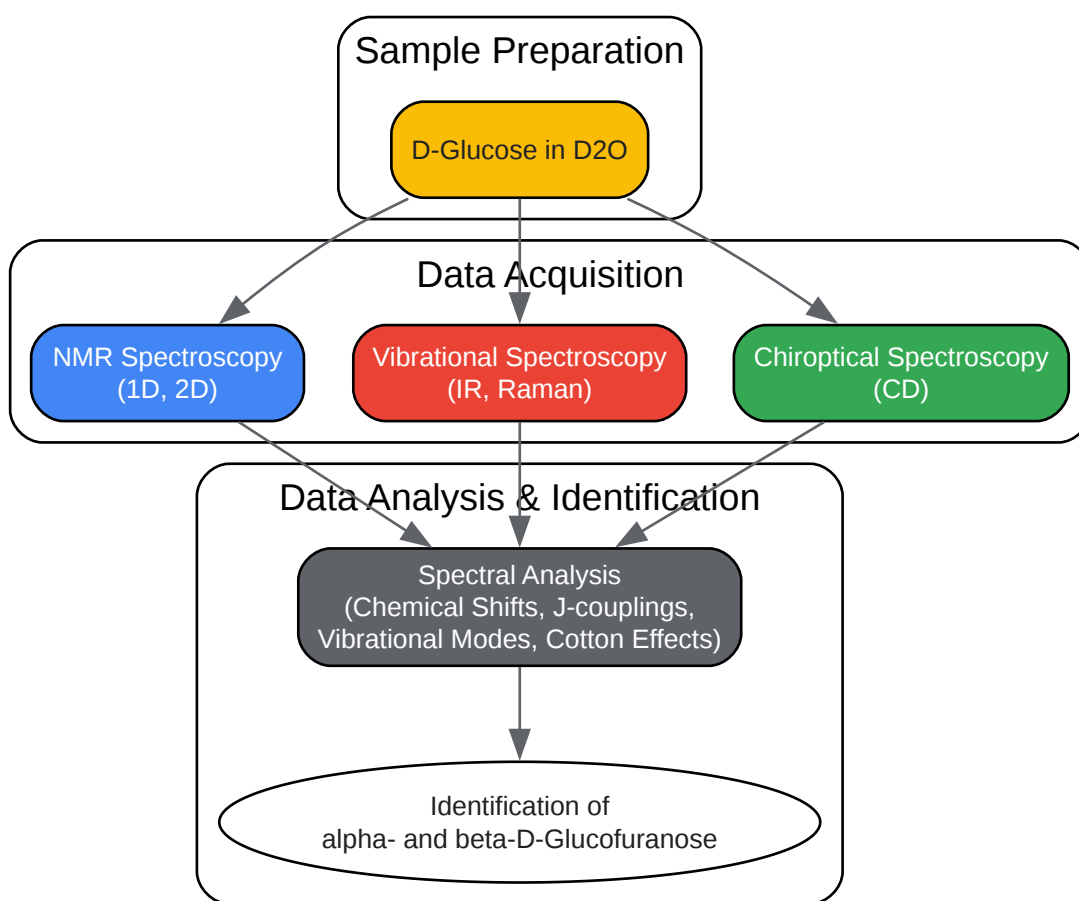 Sample Preparation
D-Glucose in D2O
Data Acquisition
NMR Spectroscopy
(1D, 2D)
Vibrational Spectroscopy
(IR, Raman)
Chiroptical Spectroscopy
(CD)
Data Analysis & Identification
Spectral Analysis
(Chemical Shifts, J-couplings,
Vibrational Modes, Cotton Effects)
Identification of
alpha- and beta-D-Glucofuranose